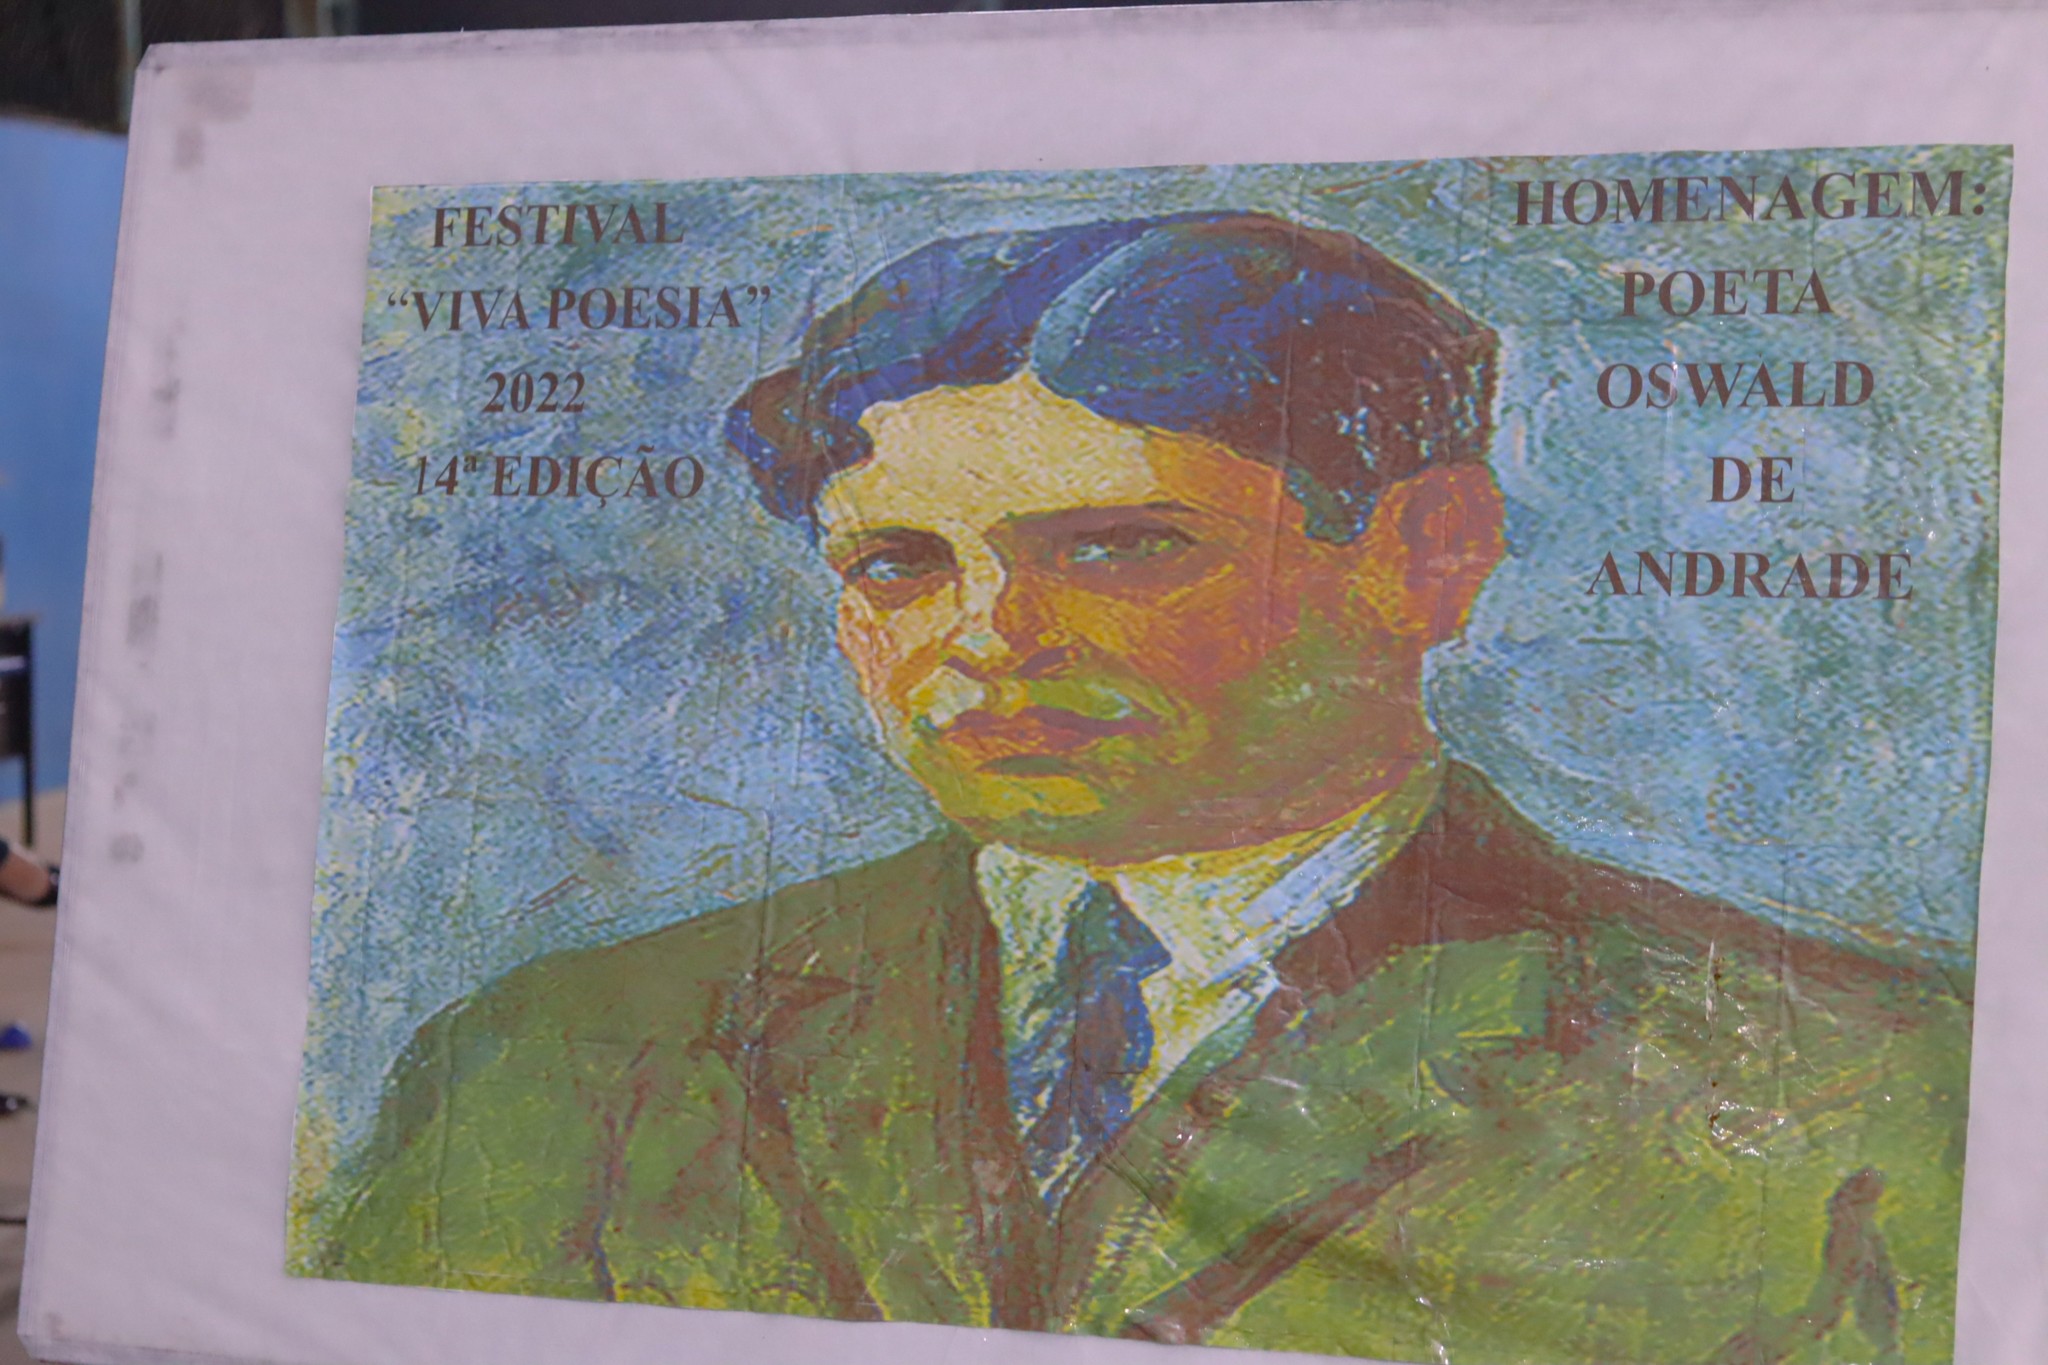 FESTIVAL
“VIVA POESIA”
2022
14ª EDIÇÃO
HOMENAGEM:
POETA
OSWALD
DE
ANDRADE